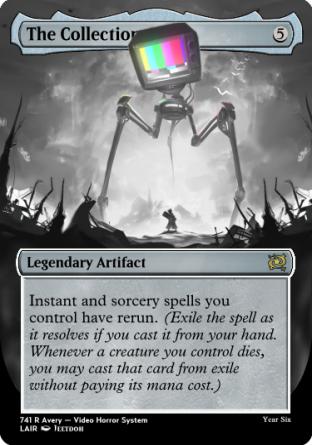 The Collection
5
Legendary Artifact
Instant and sorcery spells you
control have rerun. (Exile the spell as
it resolves if you cast it from your hand.
Whenever a creature you control dies,
you may cast that card from exile
without paying its mana cost.)
741 R Avery – Video Horror System
Year Six
LAIR JEETDOH